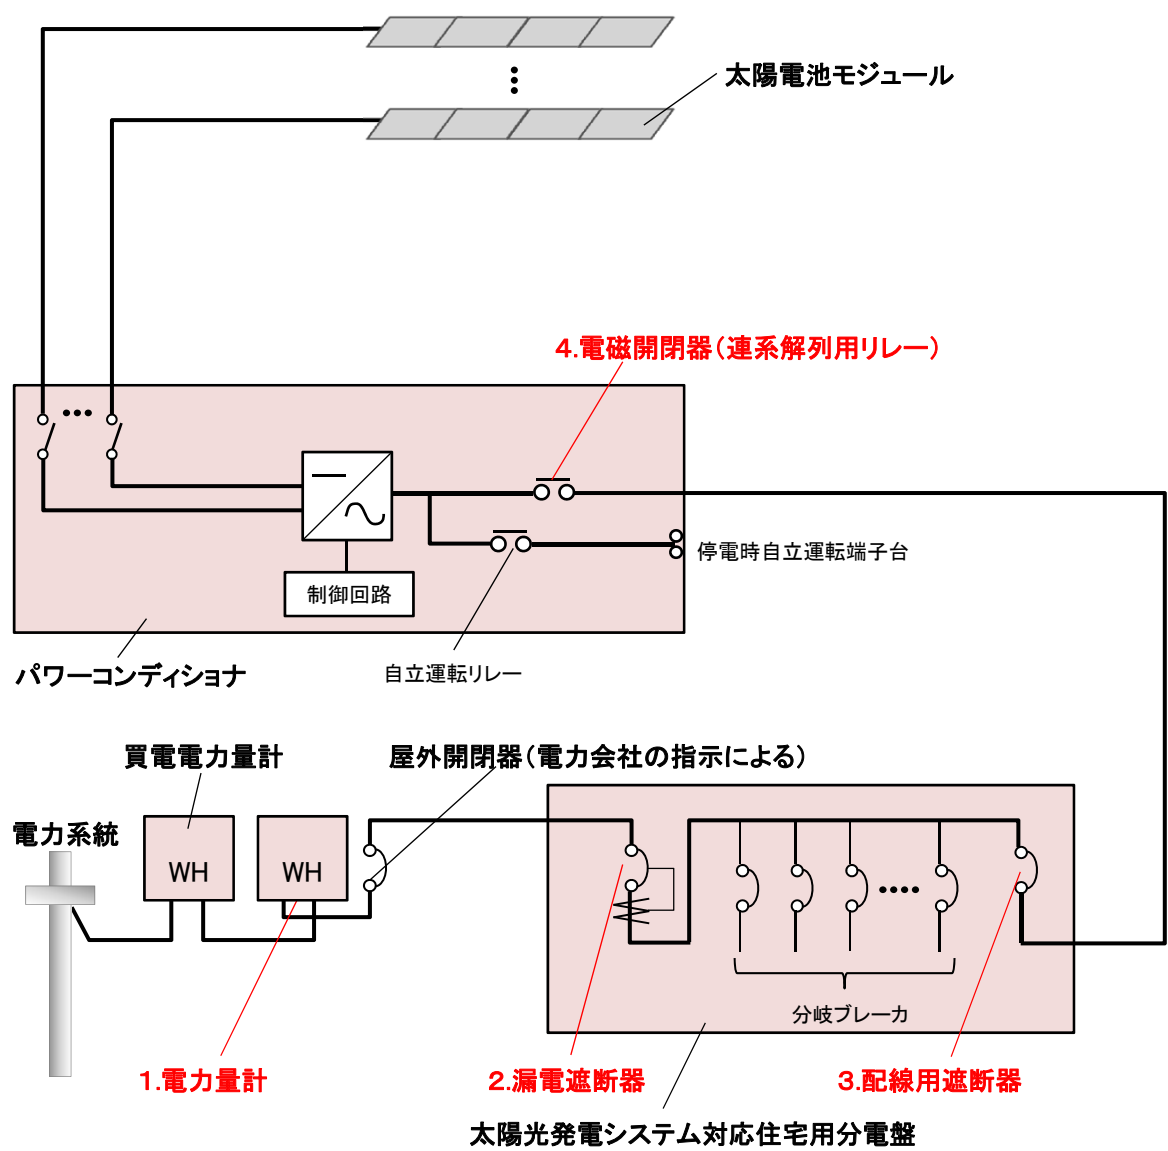 太陽電池モジュール
4.電磁開閉器（連系解列用リレー）
停電時自立運転端子台
制御回路
パワーコンディショナ
自立運転リレー
買電電力量計
屋外開閉器（電力会社の指示による）
電力系統
WH
WH
分岐ブレーカ
1.電力量計
2.漏電遮断器
3.配線用遮断器
太陽光発電システム対応住宅用分電盤